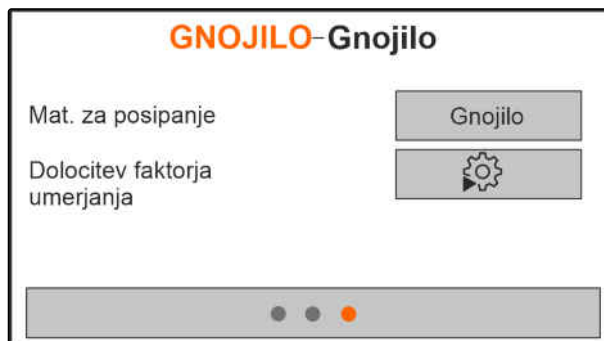 GNOJILO-Gnojilo
Mat. za posipanje
Gnojilo
Dolocitev faktorja
umerjanja